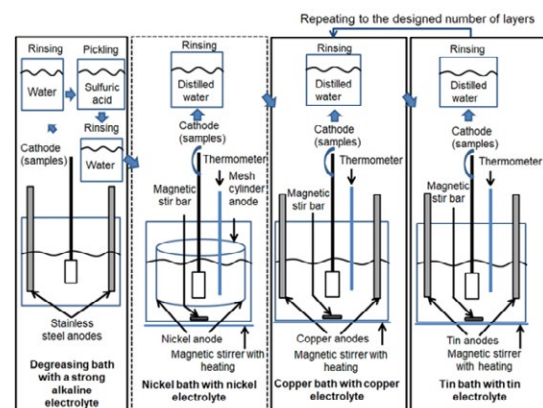 Repeating to the designed number of layers
Rinsing
Pickling
Water
Sulfuric
acid
Rinsing
Water
Cathode
(samples)
Stainless
steel anodes
Degreasing bath
with a strong
alkaline
electrolyte
Rinsing
Distilled
water
Cathode
(samples)
Thermometer
Magnetic
stir bar
Mesh
cylinder
anode
Nickel anode
Magnetic stirrer with
heating
Nickel bath with nickel
electrolyte
Rinsing
Distilled
water
Cathode
(samples)
Thermometer
Magnetic
stir bar
Copper anodes
Magnetic stirrer with
heating
Copper bath with copper
electrolyte
Rinsing
Distilled
water
Cathode
(samples)
Thermometer
Magnetic
stir bar
Tin anodes
Magnetic stirrer with
heating
Tin bath with tin
electrolyte